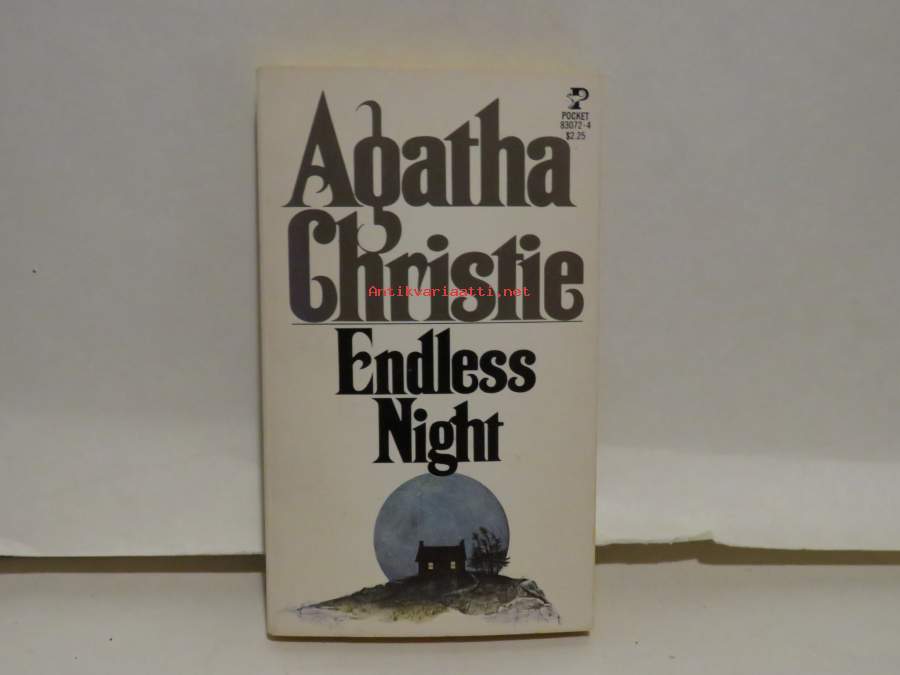 P
POCKET
83072-4
$2.25
Agatha
Christie
Antikvariaatti.net
Endless
Night